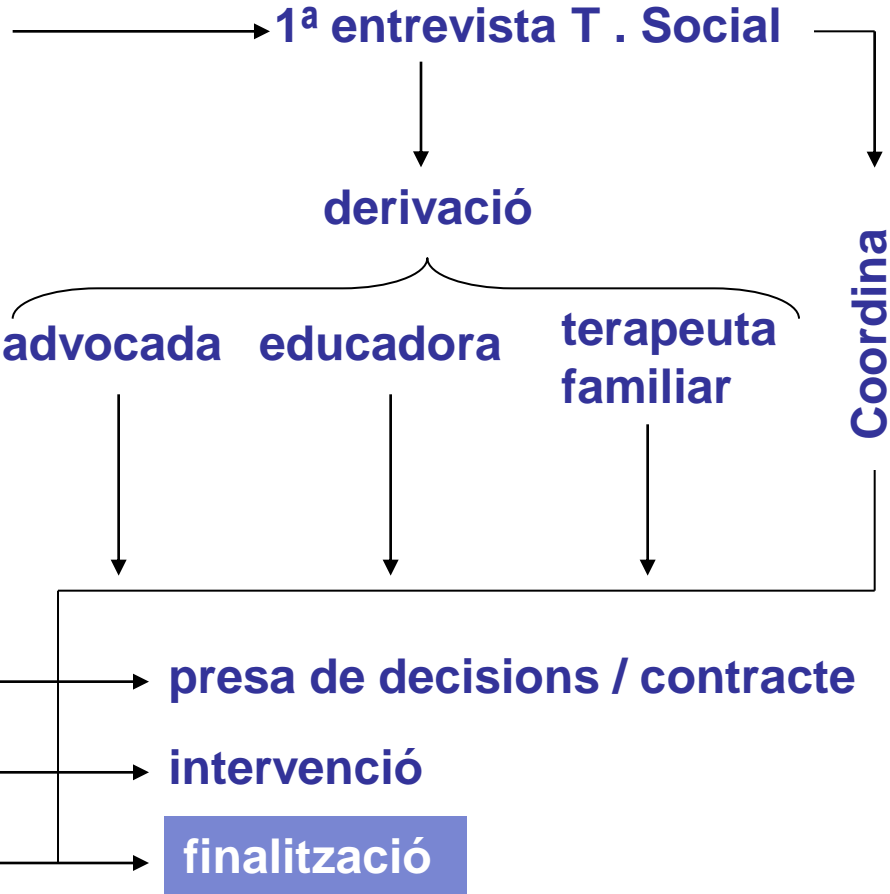 1ª entrevista T . Social
derivació
Coordina
advocada
educadora
terapeuta
familiar
presa de decisions / contracte
intervenció
finalització